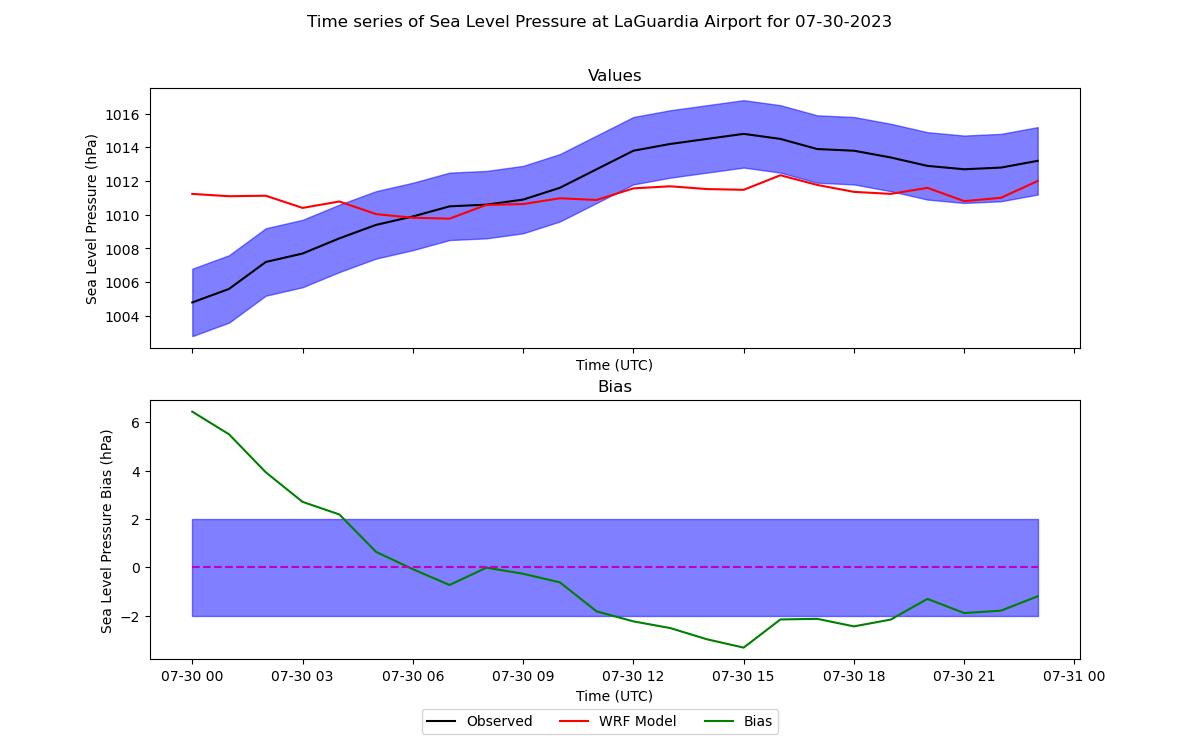 Time series of Sea Level Pressure at LaGuardia Airport for 07-30-2023
Values
Sea Level Pressure (hPa)
1016
1014
1012
1010
1008
1006
1004
Time (UTC)
Bias
Sea Level Pressure Bias (hPa)
6
4
2
0
−2
07-30 00 07-30 03 07-30 06 07-30 09 07-30 12 07-30 15 07-30 18 07-30 21 07-31 00
Time (UTC)
Observed WRF Model Bias